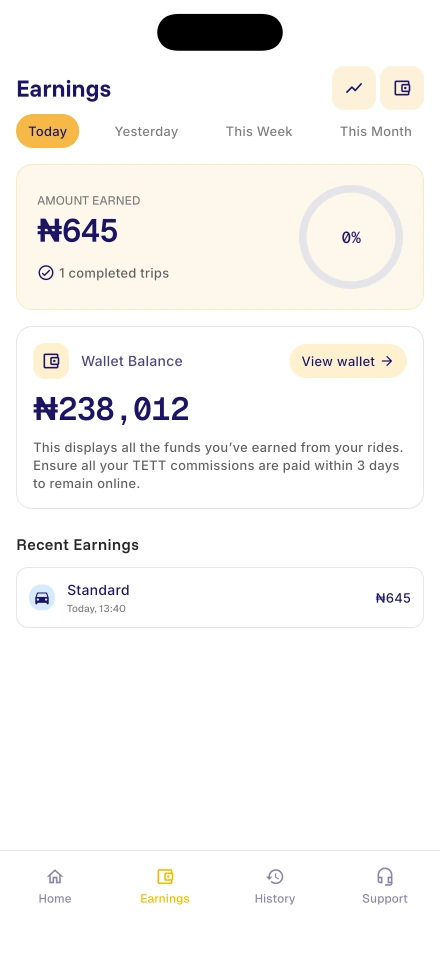 Earnings
Today
Yesterday
This Week
This Month
AMOUNT EARNED
₦645
0%
1 completed trips
Wallet Balance
View wallet →
₦238,012
This displays all the funds you’ve earned from your rides.
Ensure all your TETT commissions are paid within 3 days
to remain online.
Recent Earnings
Standard
₦645
Today, 13:40
Home
Earnings
History
Support